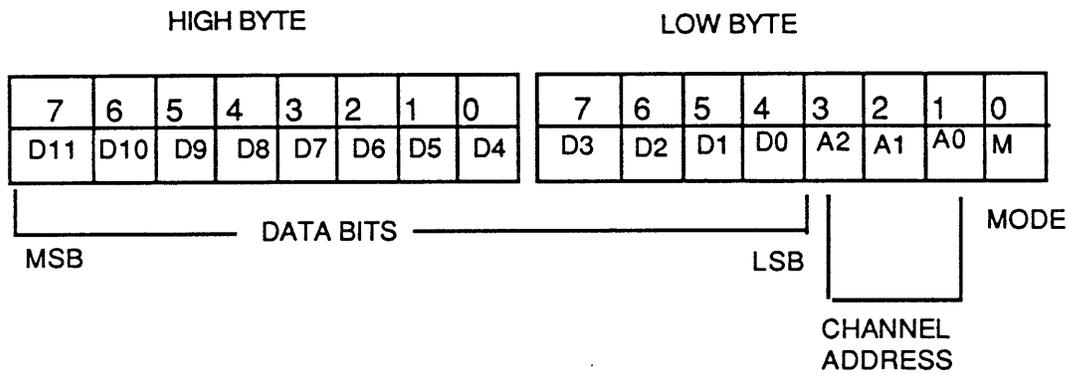 HIGH BYTE LOW BYTE
7 6 5 4 3 2 1 0 7 6 5 4 3 2 1 0
D11 D10 D9 D8 D7 D6 D5 D4 D3 D2 D1 D0 A2 A1 A0 M
DATA BITS MODE
MSB LSB
CHANNEL
ADDRESS